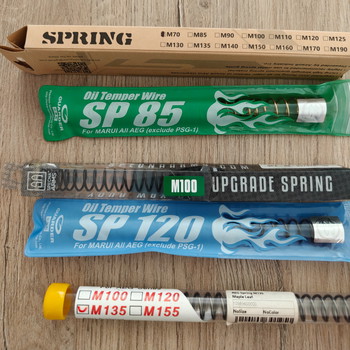 SPRING
M70 M85 M90 M100 M110 M120 M125
M130 M135 M140 M150 M160 M170 M190
Oil Temper Wire
SP 85
For MARUI All AEG (exclude PSG-1)
M100 UPGRADE SPRING
Oil Temper Wire
SP 120
For MARUI All AEG (exclude PSG-1)
M100 M120
M135 M155
Maple Leaf